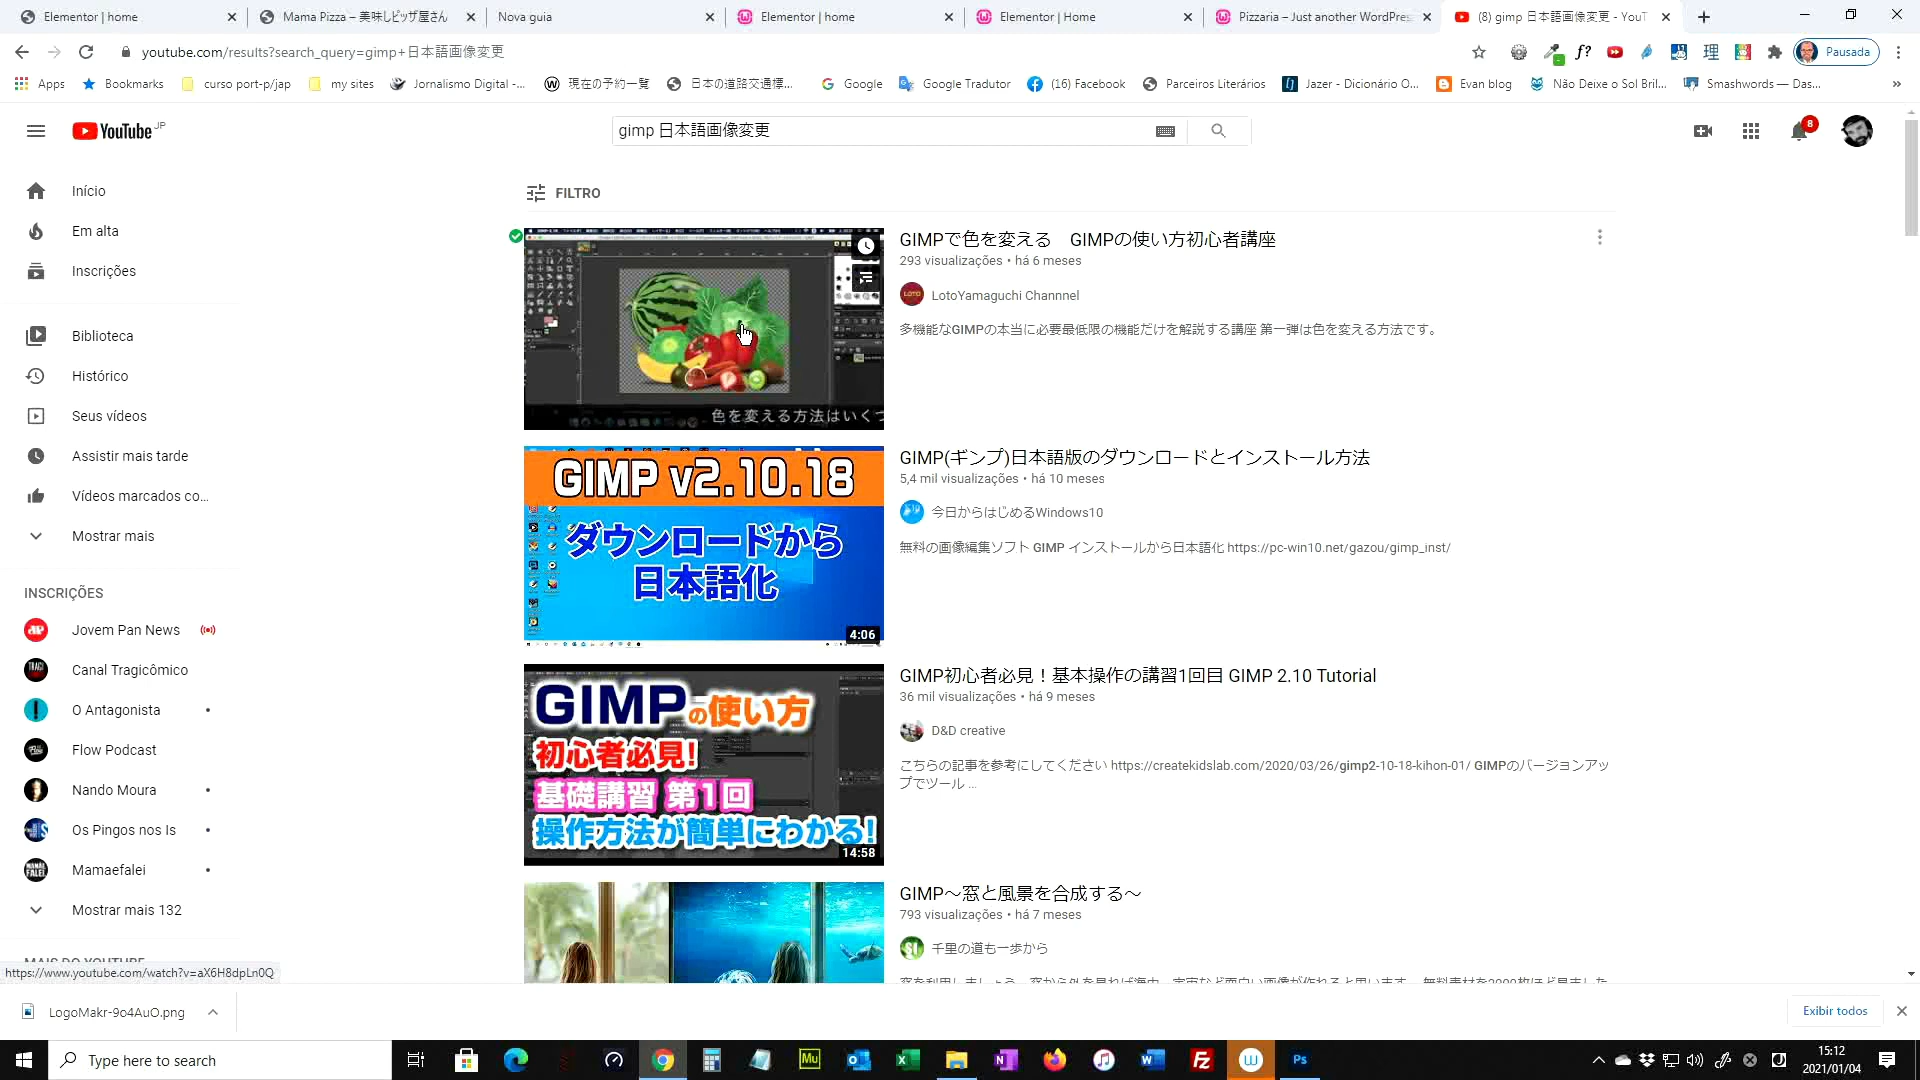 Elementor | home
Mama Pizza – 美味しピッザ屋さん
Nova guia
Elementor | home
Elementor | Home
Pizzaria – Just another WordPres
(8) gimp 日本語画像変更 - YouT
youtube.com/results?search_query=gimp+日本語画像変更
Pausada
Apps
Bookmarks
curso port-p/jap
my sites
Jornalismo Digital -...
現在の予約一覧
日本の道路交通標...
Google
Google Tradutor
(16) Facebook
Parceiros Literários
Jazer - Dicionário O...
Evan blog
Não Deixe o Sol Bril...
Smashwords — Das...
YouTube JP
gimp 日本語画像変更
8
Início
Em alta
Inscrições
Biblioteca
Histórico
Seus vídeos
Assistir mais tarde
Vídeos marcados co...
Mostrar mais
INSCRIÇÕES
Jovem Pan News
Canal Tragicômico
O Antagonista
Flow Podcast
Nando Moura
Os Pingos nos Is
Mamaefalei
Mostrar mais 132
MAIS DO YOUTUBE
https://www.youtube.com/watch?v=aX6H8dpLn0Q
FILTRO
色を変える方法はいくつ
GIMPで色を変える　GIMPの使い方初心者講座
293 visualizações • há 6 meses
LotoYamaguchi Channnel
多機能なGIMPの本当に必要最低限の機能だけを解説する講座 第一弾は色を変える方法です。
GIMP v2.10.18
ダウンロードから
日本語化
4:06
GIMP(ギンプ)日本語版のダウンロードとインストール方法
5,4 mil visualizações • há 10 meses
今日からはじめるWindows10
無料の画像編集ソフト GIMP インストールから日本語化 https://pc-win10.net/gazou/gimp_inst/
GIMPの使い方
初心者必見!
基礎講習 第1回
操作方法が簡単にわかる!
14:58
GIMP初心者必見！基本操作の講習1回目 GIMP 2.10 Tutorial
36 mil visualizações • há 9 meses
D&D creative
こちらの記事を参考にしてください https://createkidslab.com/2020/03/26/gimp2-10-18-kihon-01/ GIMPのバージョンアッ
プでツール ...
GIMP～窓と風景を合成する～
793 visualizações • há 7 meses
千里の道も一歩から
LogoMakr-9o4AuO.png
Exibir todos
Type here to search
15:12
2021/01/04